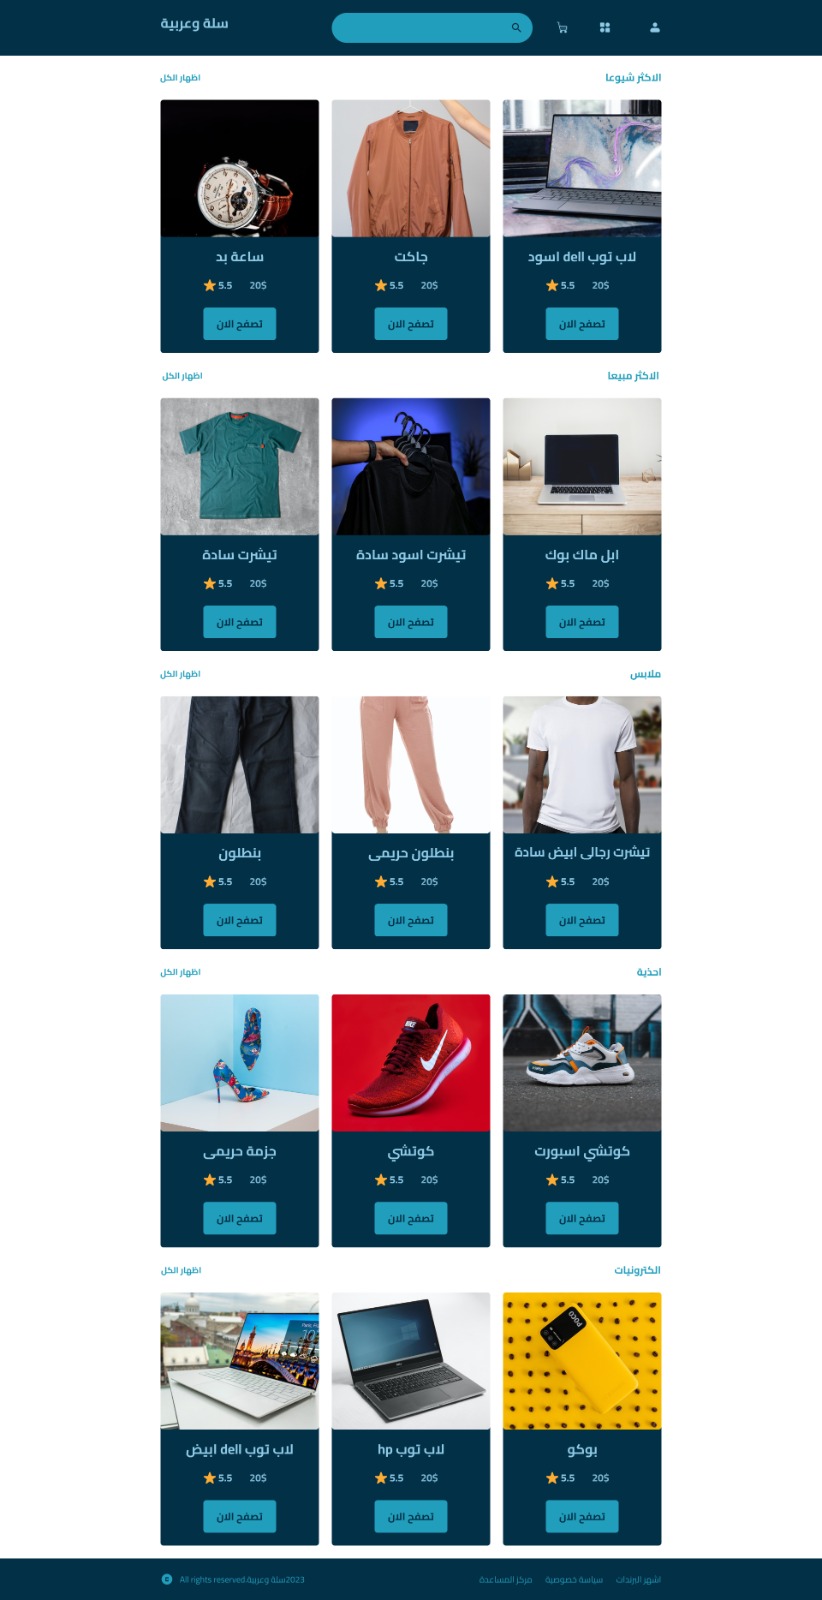 سلة وعربية
الاكثر شيوعا
اظهار الكل
لاب توب dell اسود
جاكت
ساعة بد
20$ 5.5
20$ 5.5
20$ 5.5
تصفح الان
تصفح الان
تصفح الان
الاكثر مبيعا
اظهار الكل
ابل ماك بوك
تيشرت اسود سادة
تيشرت سادة
20$ 5.5
20$ 5.5
20$ 5.5
تصفح الان
تصفح الان
تصفح الان
ملابس
اظهار الكل
تيشرت رجالى ابيض سادة
بنطلون حريمى
بنطلون
20$ 5.5
20$ 5.5
20$ 5.5
تصفح الان
تصفح الان
تصفح الان
احذية
اظهار الكل
كوتشي اسبورت
كوتشي
جزمة حريمى
20$ 5.5
20$ 5.5
20$ 5.5
تصفح الان
تصفح الان
تصفح الان
الكترونيات
اظهار الكل
POCO
بوكو
لاب توب hp
لاب توب dell ابيض
20$ 5.5
20$ 5.5
20$ 5.5
تصفح الان
تصفح الان
تصفح الان
اشهر البرندات
سياسة خصوصية
مركز المساعدة
All rights reserved سلة وعربية2023